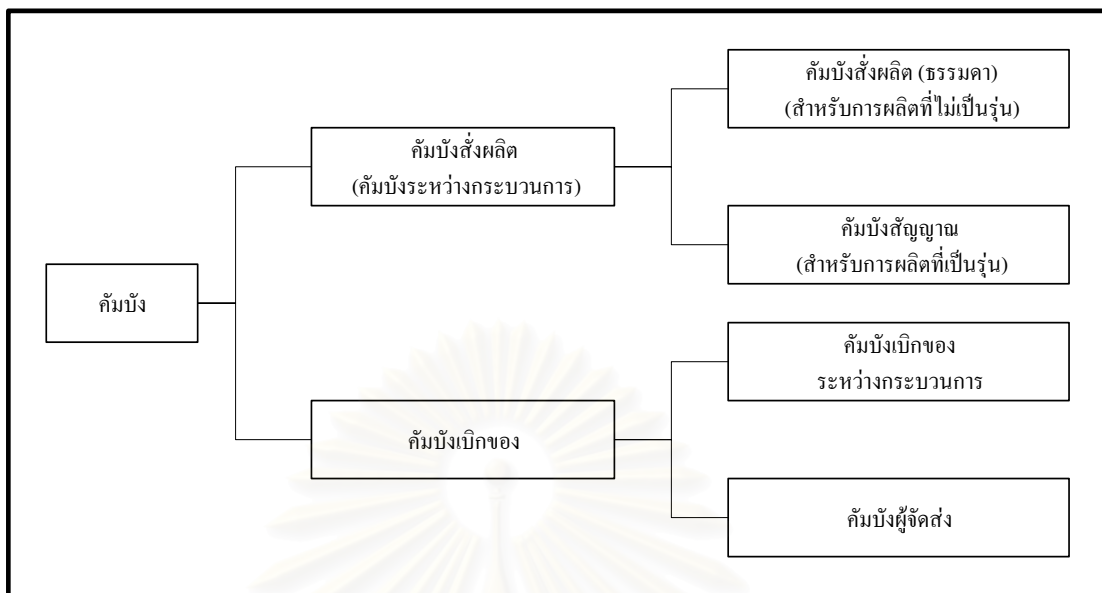 คัมบังสั่งผลิต (ธรรมดา)
(สำหรับการผลิตที่ไม่เป็นรุ่น)
คัมบังสั่งผลิต
(คัมบังระหว่างกระบวนการ)
คัมบังสัญญาณ
(สำหรับการผลิตที่เป็นรุ่น)
คัมบัง
คัมบังเบิกของ
ระหว่างกระบวนการ
คัมบังเบิกของ
คัมบังผู้จัดส่ง